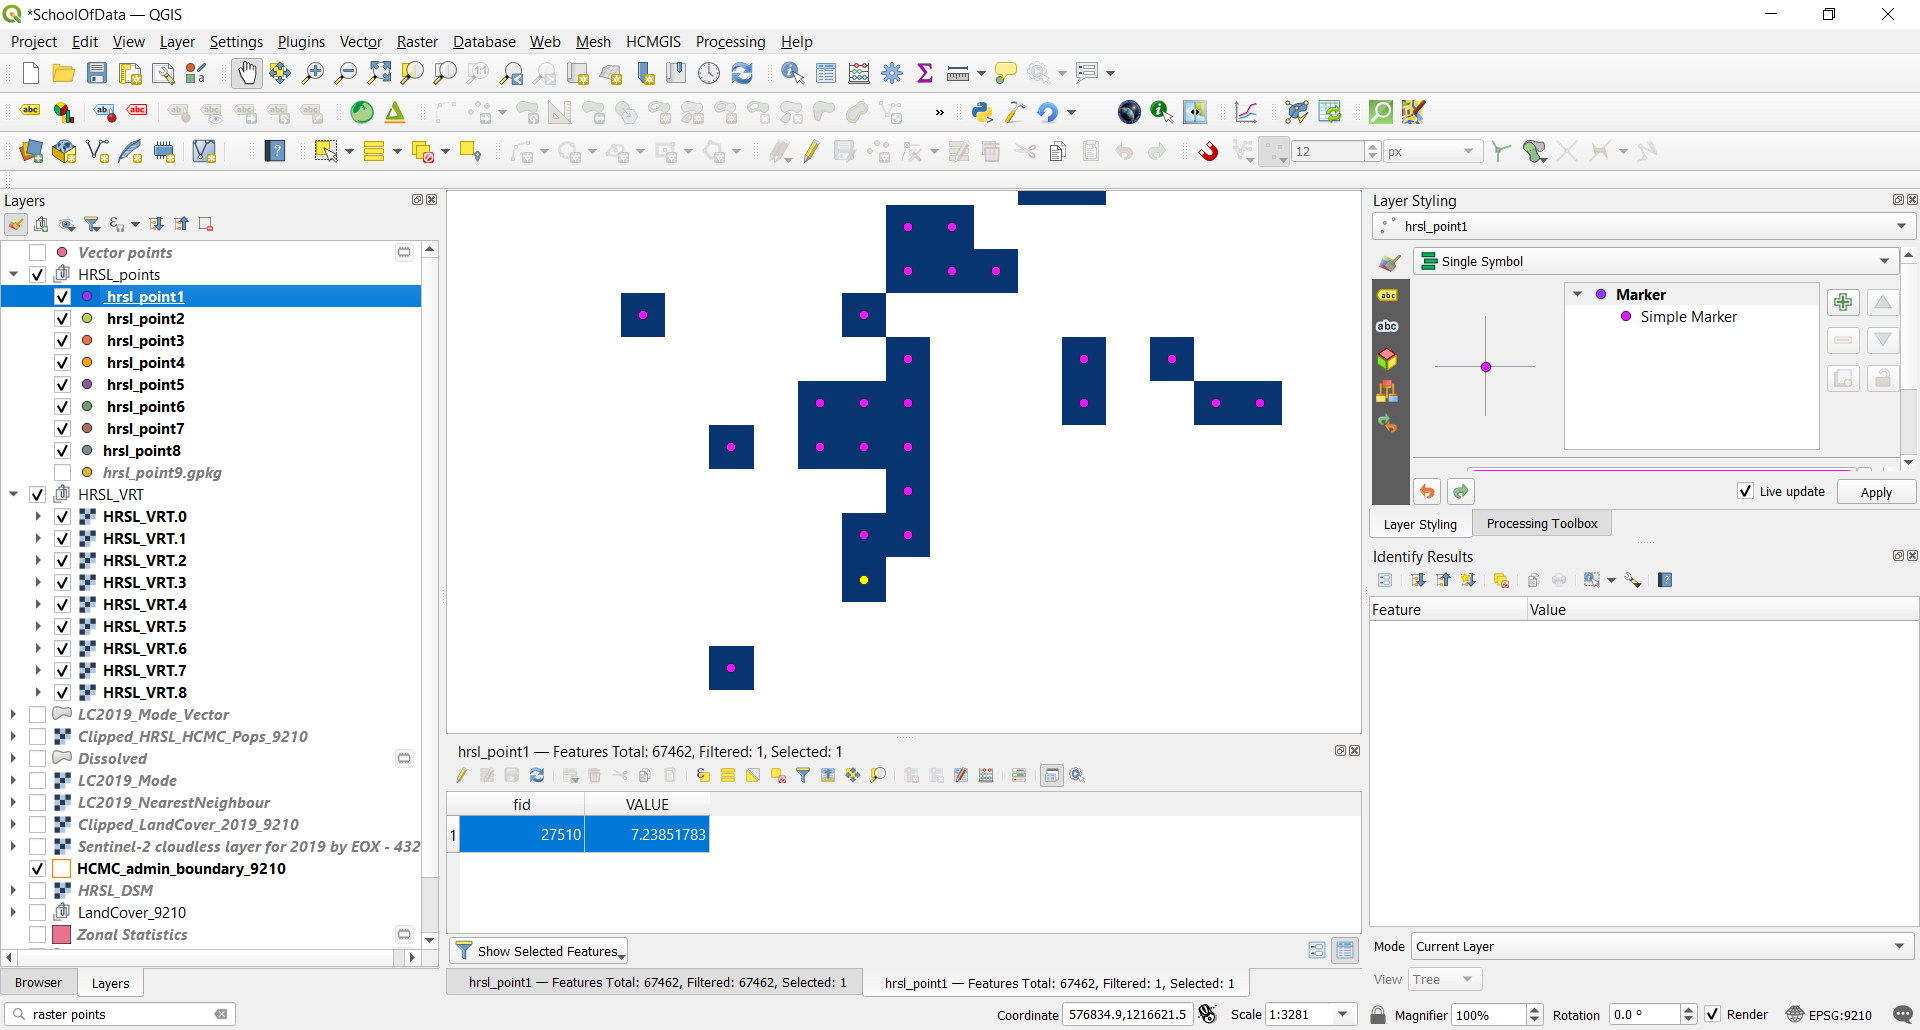 *SchoolOfData — QGIS
Project Edit View Layer Settings Plugins Vector Raster Database Web Mesh HCMGIS Processing Help
12 px
Layers
Vector points
HRSL_points
hrsl_point1
hrsl_point2
hrsl_point3
hrsl_point4
hrsl_point5
hrsl_point6
hrsl_point7
hrsl_point8
hrsl_point9.gpkg
HRSL_VRT
HRSL_VRT.0
HRSL_VRT.1
HRSL_VRT.2
HRSL_VRT.3
HRSL_VRT.4
HRSL_VRT.5
HRSL_VRT.6
HRSL_VRT.7
HRSL_VRT.8
LC2019_Mode_Vector
Clipped_HRSL_HCMC_Pops_9210
Dissolved
LC2019_Mode
LC2019_NearestNeighbour
Clipped_LandCover_2019_9210
Sentinel-2 cloudless layer for 2019 by EOX - 432
HCMC_admin_boundary_9210
HRSL_DSM
LandCover_9210
Zonal Statistics
Browser Layers
raster points
hrsl_point1 — Features Total: 67462, Filtered: 1, Selected: 1
fid VALUE
1 27510 7.23851783
Show Selected Features
hrsl_point1 — Features Total: 67462, Filtered: 67462, Selected: 1
hrsl_point1 — Features Total: 67462, Filtered: 1, Selected: 1
Layer Styling
hrsl_point1
Single Symbol
Marker
Simple Marker
Live update Apply
Layer Styling Processing Toolbox
Identify Results
Feature Value
Mode Current Layer
View Tree
Coordinate 576834.9,1216621.5 Scale 1:3281 Magnifier 100% Rotation 0.0 ° Render EPSG:9210